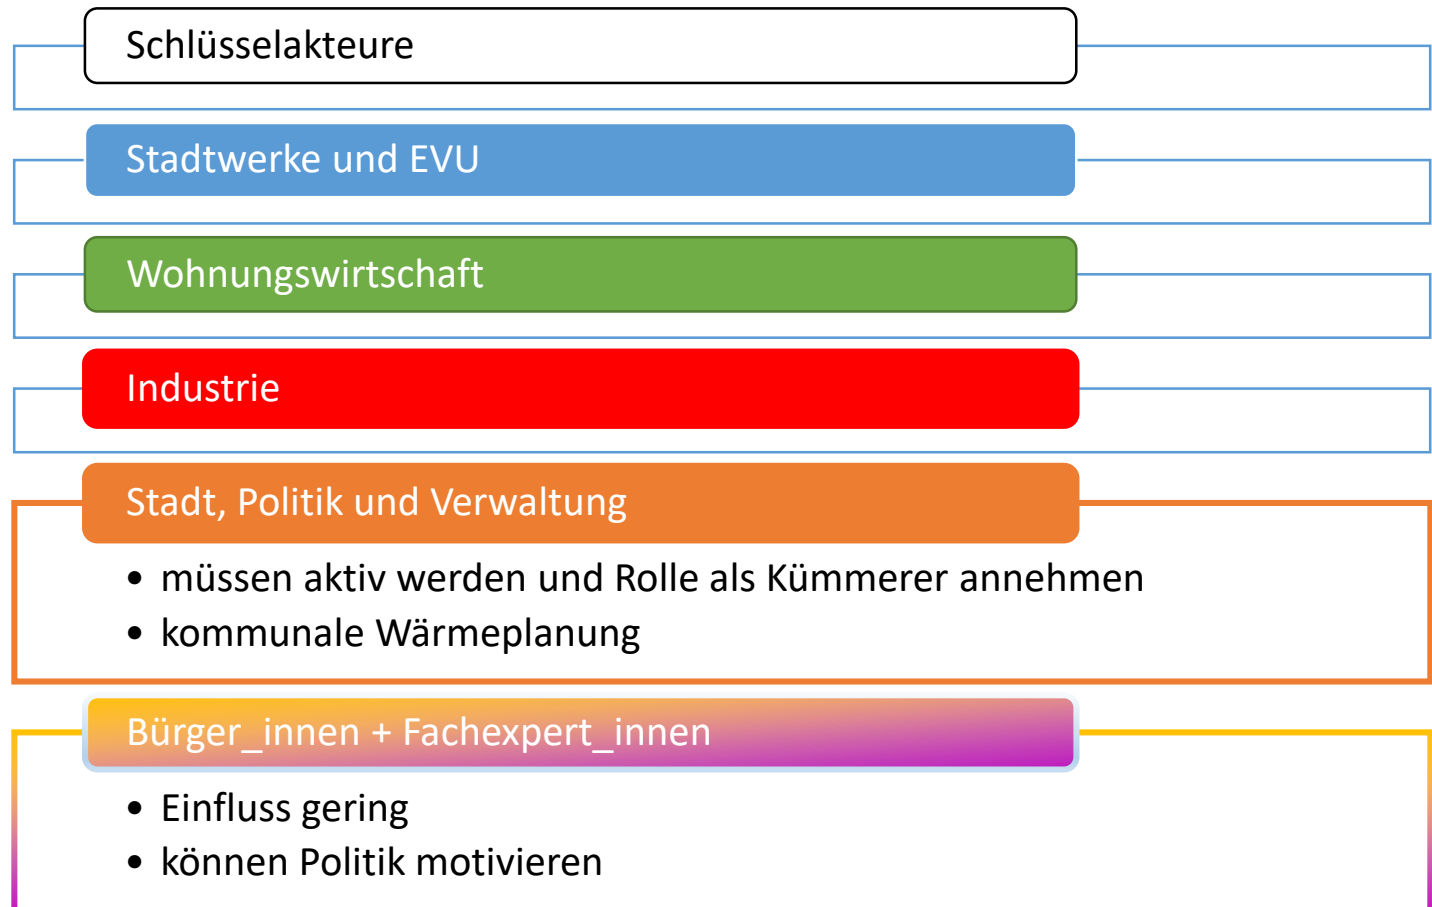 Schlüsselakteure
Stadtwerke und EVU
Wohnungswirtschaft
Industrie
Stadt, Politik und Verwaltung
• müssen aktiv werden und Rolle als Kümmerer annehmen
• kommunale Wärmeplanung
Bürger_innen + Fachexpert_innen
• Einfluss gering
• können Politik motivieren